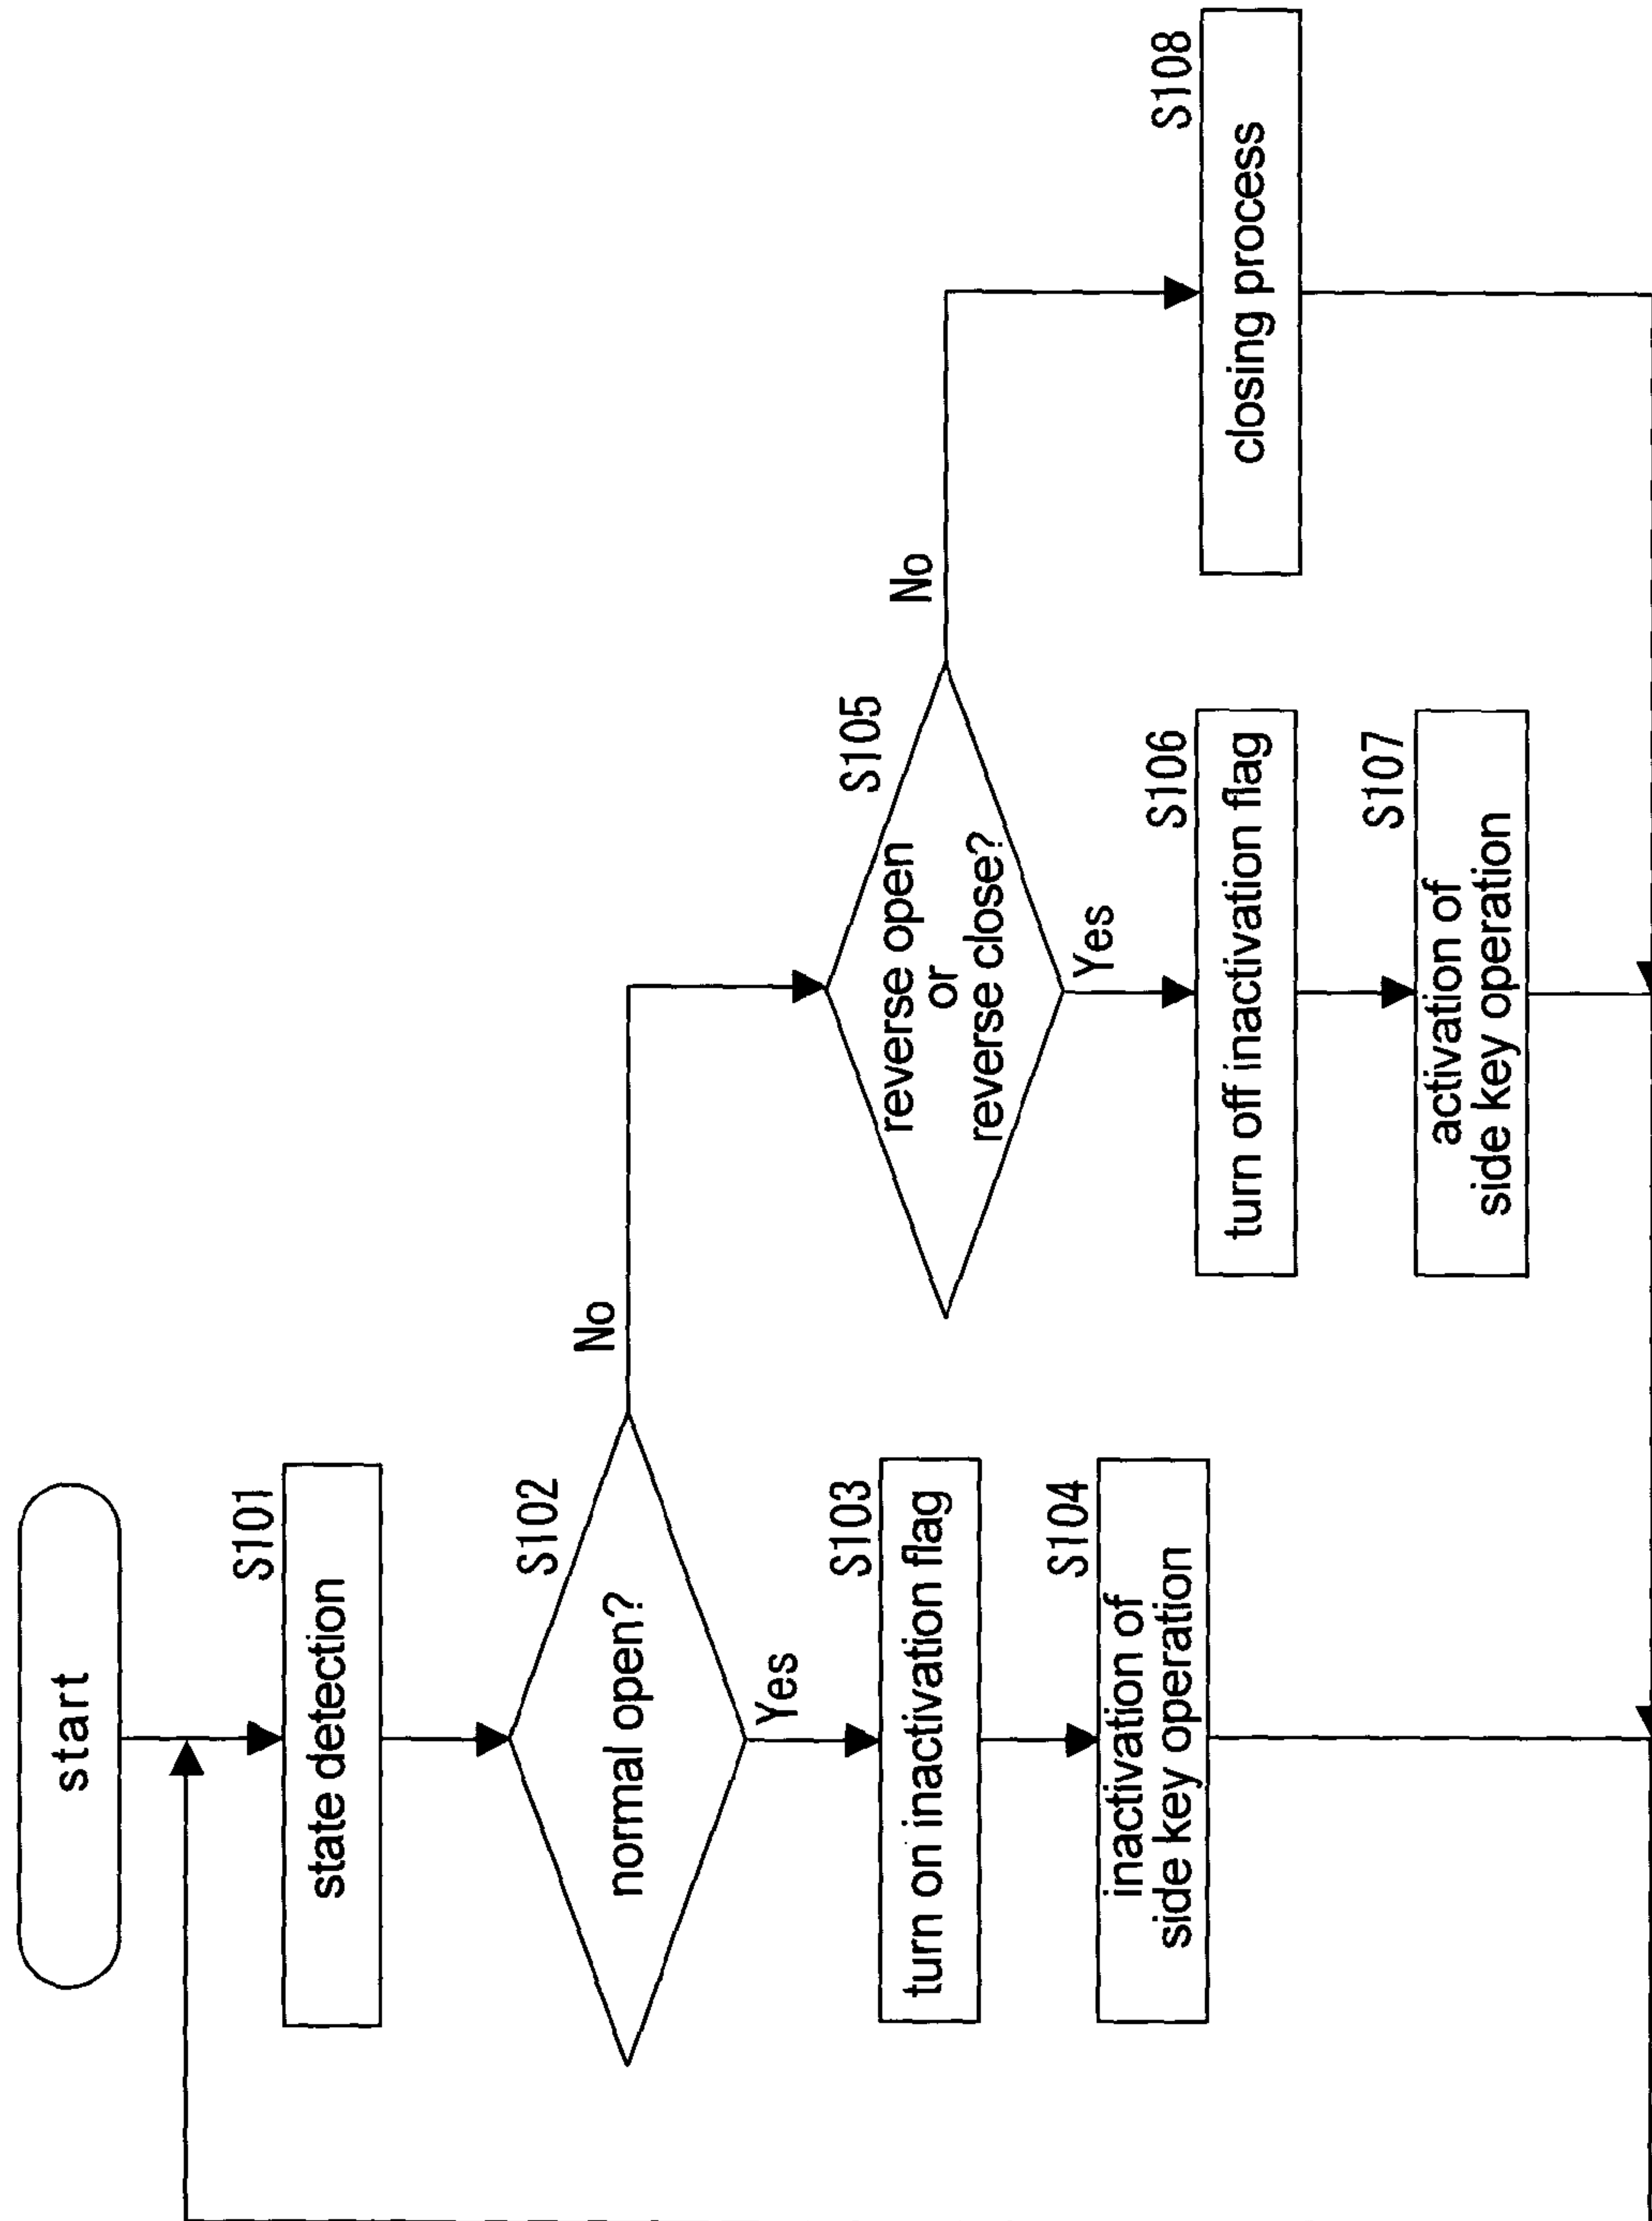 start
S101
state detection
S102
normal open?
No
Yes
S103
turn on inactivation flag
S104
inactivation of
side key operation
S105
reverse open
or
reverse close?
No
Yes
S106
turn off inactivation flag
S107
activation of
side key operation
S108
closing process